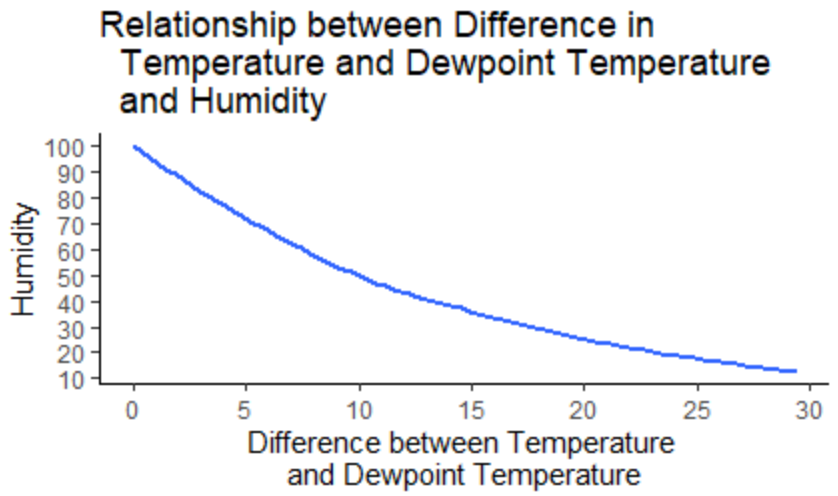 Relationship between Difference in
Temperature and Dewpoint Temperature
and Humidity
Humidity
100
90
80
70
60
50
40
30
20
10
0 5 10 15 20 25 30
Difference between Temperature
and Dewpoint Temperature